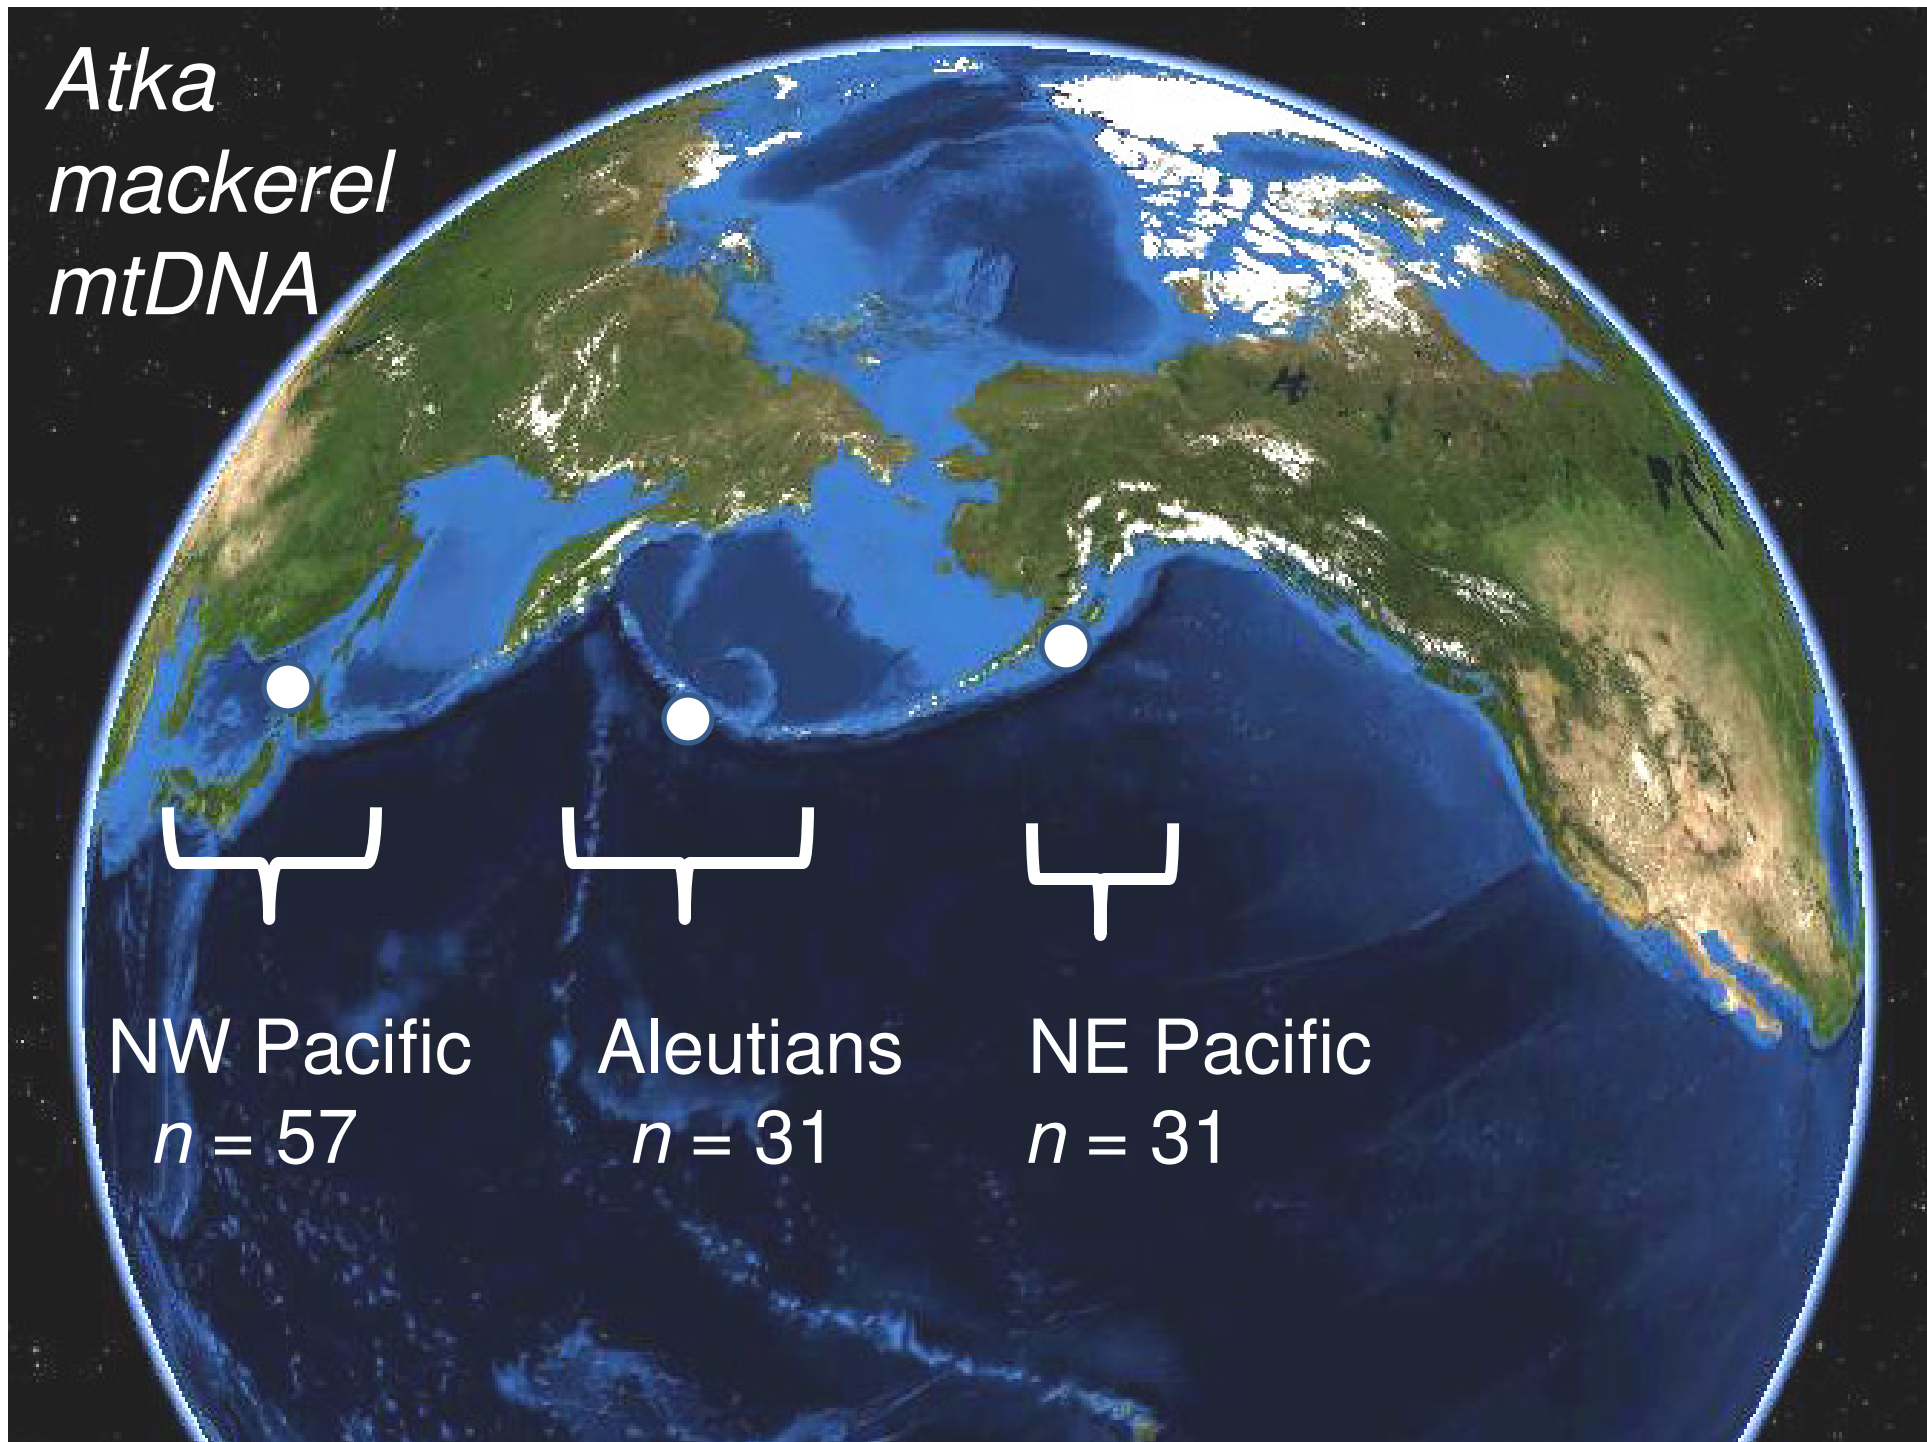 Atka
mackerel
mtDNA
NW Pacific
n = 57
Aleutians
n = 31
NE Pacific
n = 31